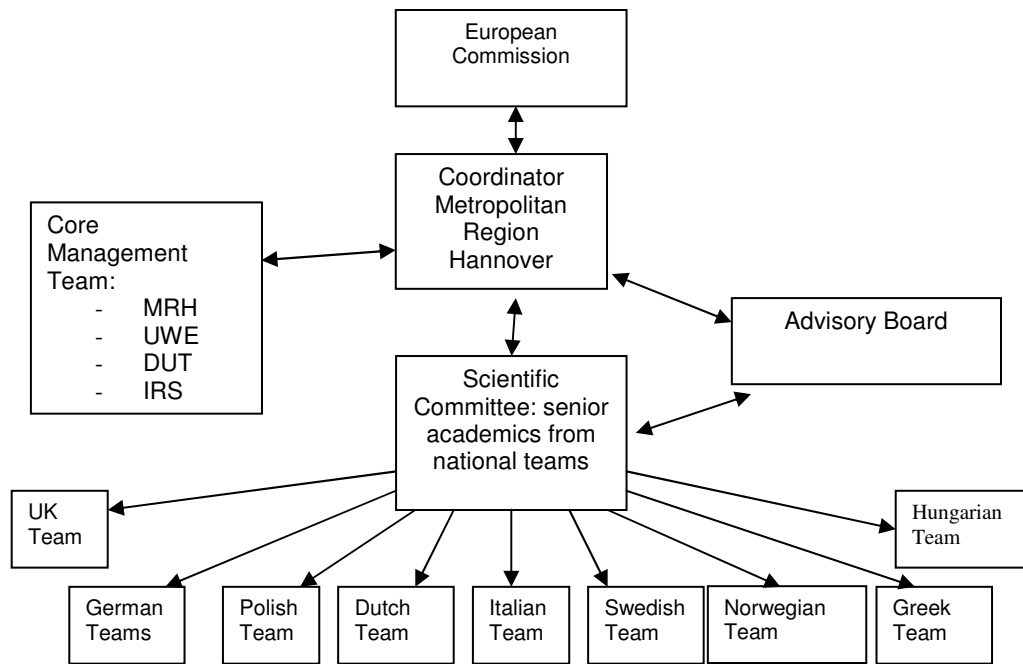 European
Commission
Coordinator
Metropolitan
Region
Hannover
Core
Management
Team:
- MRH
- UWE
- DUT
- IRS
Advisory Board
Scientific
Committee: senior
academics from
national teams
UK
Team
Hungarian
Team
German
Teams
Polish
Team
Dutch
Team
Italian
Team
Swedish
Team
Norwegian
Team
Greek
Team